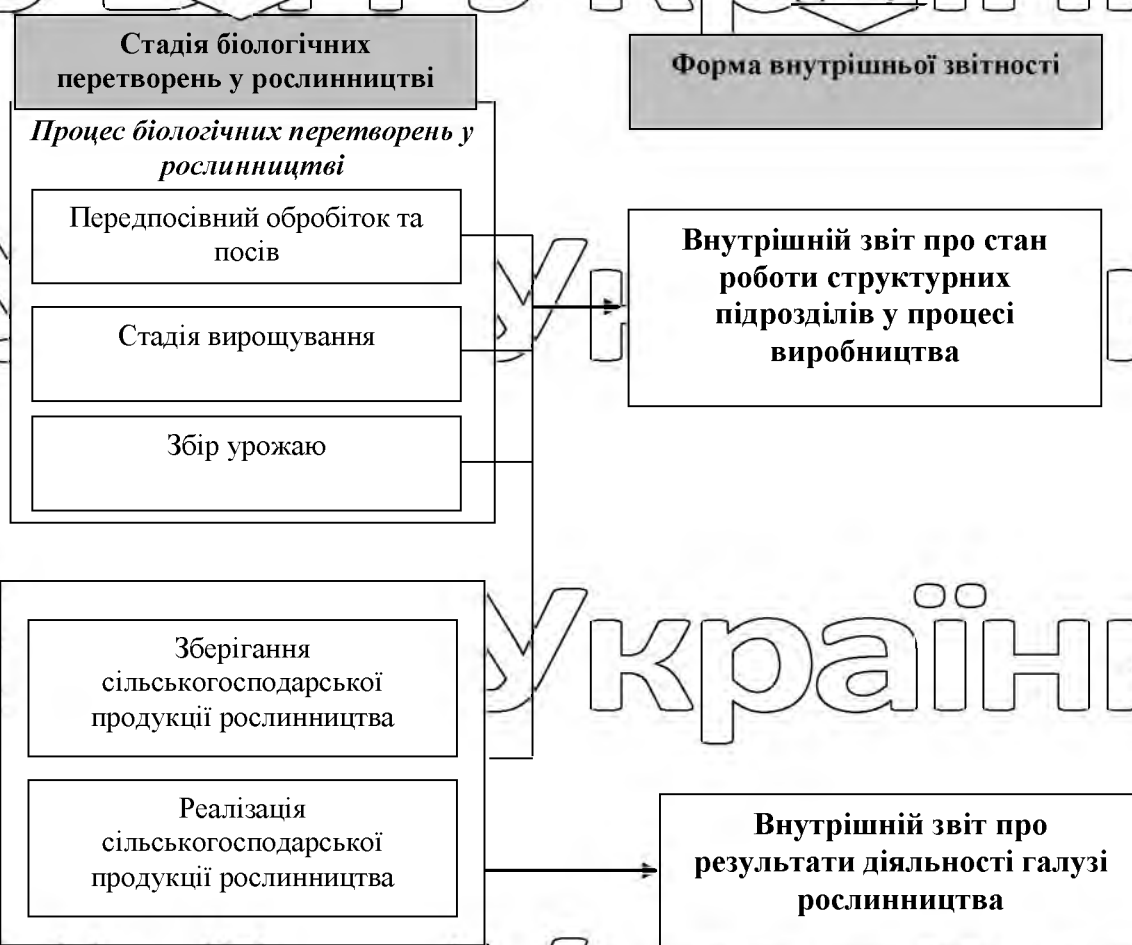 Стадія біологічних
перетворень у рослинництві
Форма внутрішньої звітності
Процес біологічних перетворень у
рослинництві
Передпосівний обробіток та
посів
Стадія вирощування
Збір урожаю
Внутрішній звіт про стан
роботи структурних
підрозділів у процесі
виробництва
України
Зберігання
сільськогосподарської
продукції рослинництва
Реалізація
сільськогосподарської
продукції рослинництва
Внутрішній звіт про
результати діяльності галузі
рослинництва